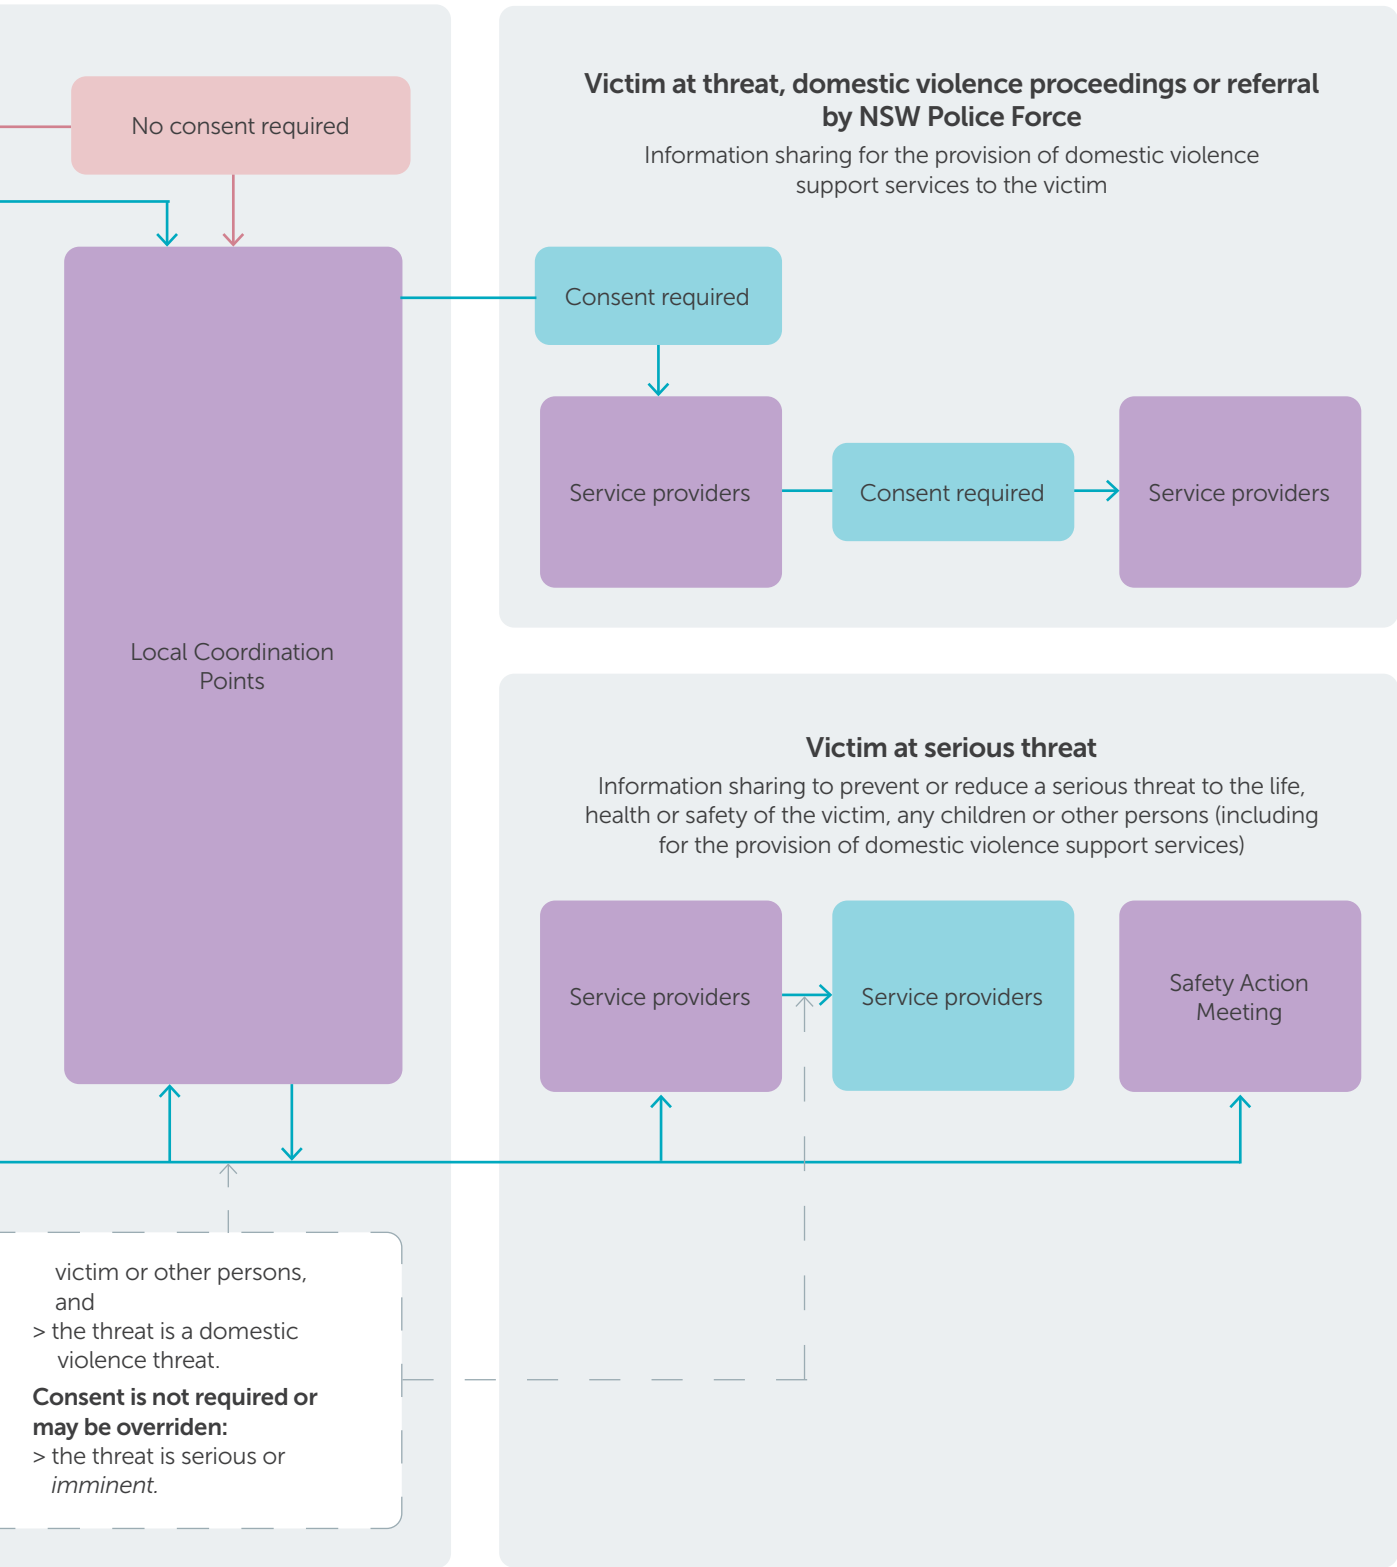 No consent required
Local Coordination
Points
victim or other persons,
and
> the threat is a domestic
violence threat.
Consent is not required or
may be overriden:
> the threat is serious or
imminent.
Victim at threat, domestic violence proceedings or referral
by NSW Police Force
Information sharing for the provision of domestic violence
support services to the victim
Consent required
Service providers
Consent required
Service providers
Victim at serious threat
Information sharing to prevent or reduce a serious threat to the life,
health or safety of the victim, any children or other persons (including
for the provision of domestic violence support services)
Service providers
Service providers
Safety Action
Meeting